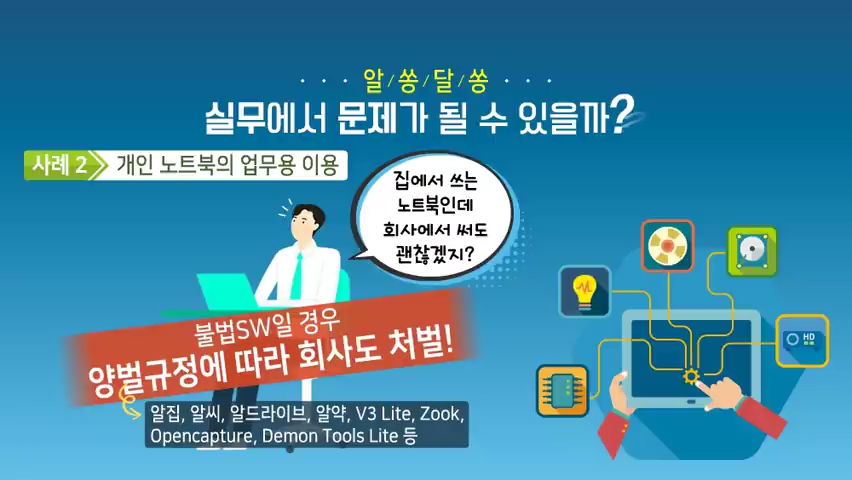 알/쏭/달/쏭
실무에서 문제가 될 수 있을까?
사례 2 개인 노트북의 업무용 이용
집에서 쓰는
노트북인데
회사에서 써도
괜찮겠지?
불법SW일 경우
양벌규정에 따라 회사도 처벌!
알집, 알씨, 알드라이브, 알약, V3 Lite, Zook,
Opencapture, Demon Tools Lite 등
HD